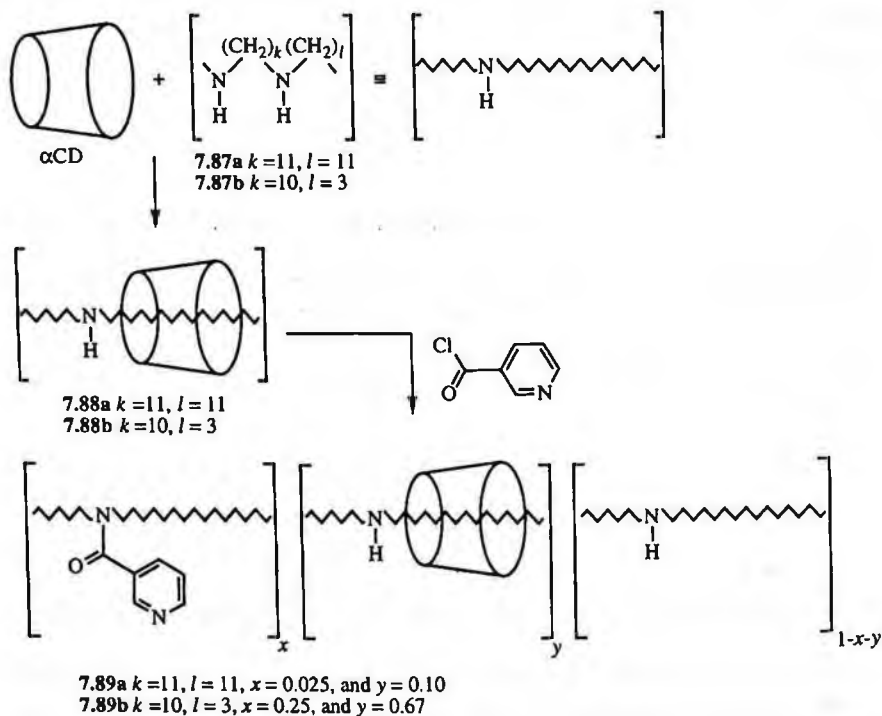 (CH₂)ₖ(CH₂)ₗ
+
≡
N N
H H
N
H
αCD
7.87a k =11, l = 11
7.87b k =10, l = 3
N
H
7.88a k =11, l = 11
7.88b k =10, l = 3
Cl
O
N
N
O
N
x
N
H
y
N
H
1-x-y
7.89a k =11, l = 11, x = 0.025, and y = 0.10
7.89b k =10, l = 3, x = 0.25, and y = 0.67